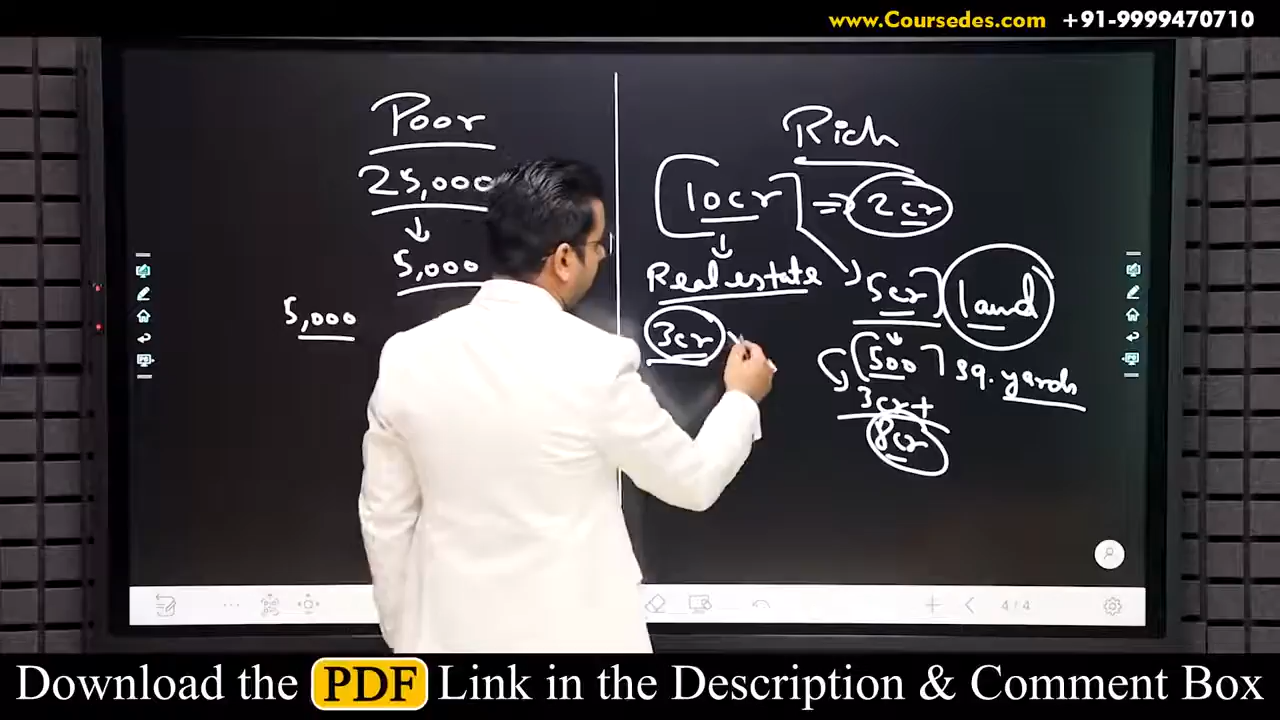 www.Coursedes.com +91-9999470710
Poor
25,000
5,000
5,000
Rich
10cr ⇒ 2cr
Real estate
3cr
5cr land
500 sq. yards
3cr+
8cr
4/4
Download the PDF Link in the Description & Comment Box